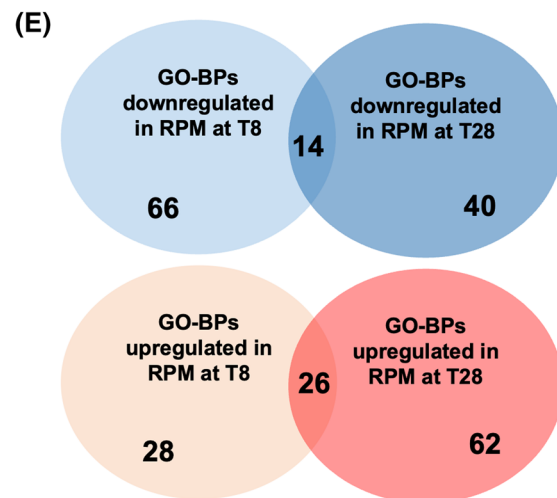 (E)
GO-BPs
downregulated
in RPM at T8
66
14
GO-BPs
downregulated
in RPM at T28
40
GO-BPs
upregulated in
RPM at T8
28
26
GO-BPs
upregulated in
RPM at T28
62